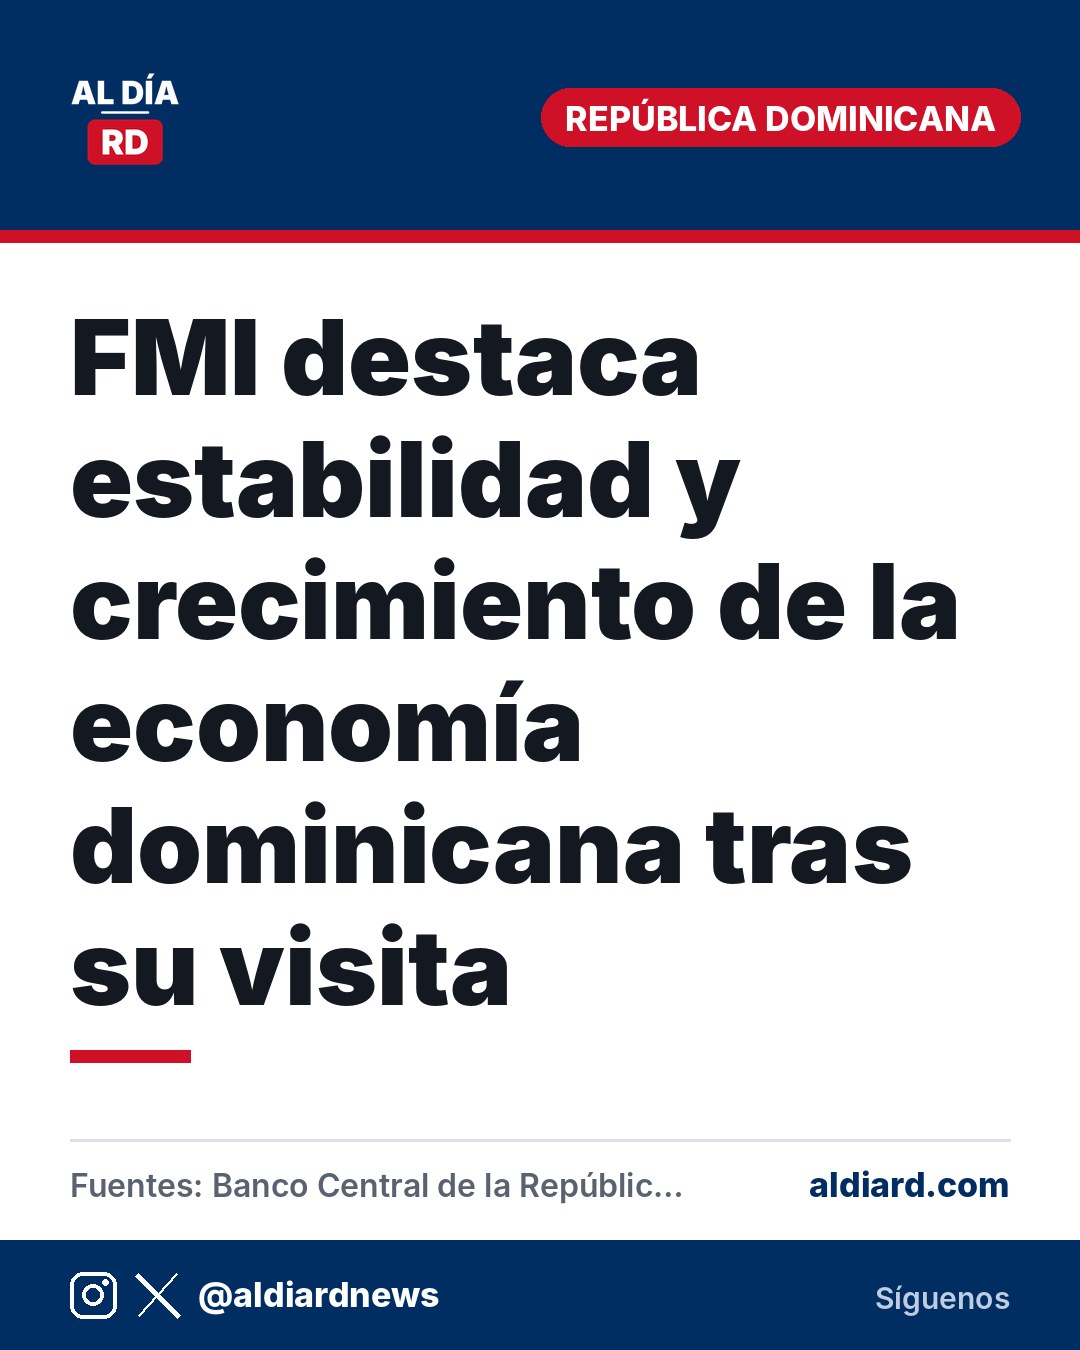 AL DÍA
RD
REPÚBLICA DOMINICANA
FMI destaca
estabilidad y
crecimiento de la
economía
dominicana tras
su visita
Fuentes: Banco Central de la Repúblic...
aldiard.com
@aldiardnews
Síguenos